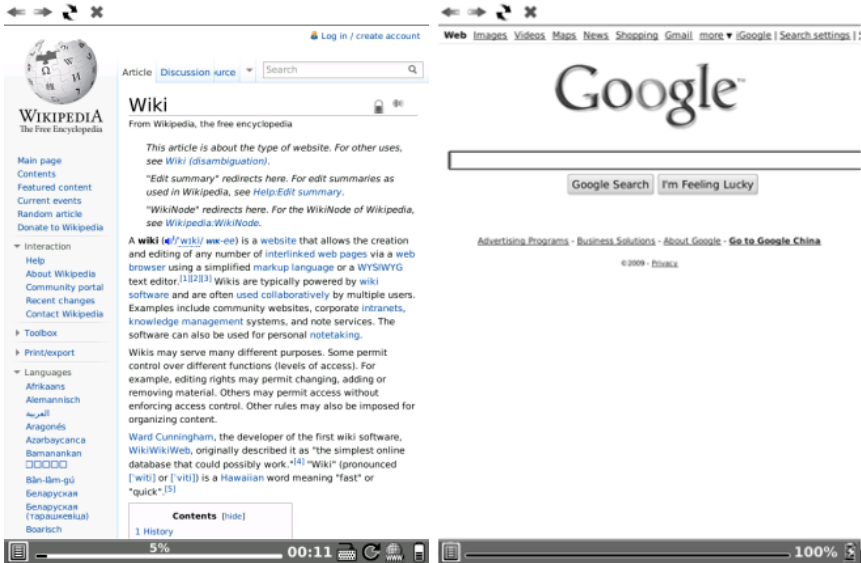 Log in / create account
Article Discussion urce Search
WIKIPEDIA
The Free Encyclopedia
Main page
Contents
Featured content
Current events
Random article
Donate to Wikipedia
Interaction
Help
About Wikipedia
Community portal
Recent changes
Contact Wikipedia
Toolbox
Print/export
Languages
Afrikaans
Alemannisch
العربية
Aragonés
Azərbaycanca
Bamanankan
Bân-lâm-gú
Беларуская
Беларуская
(тарашкевіца)
Boarisch
Wiki
From Wikipedia, the free encyclopedia
This article is about the type of website. For other uses,
see Wiki (disambiguation).
"Edit summary" redirects here. For edit summaries as
used in Wikipedia, see Help:Edit summary.
"WikiNode" redirects here. For the WikiNode of Wikipedia,
see Wikipedia:WikiNode.
A wiki (/ˈwɪki/ WIK-ee) is a website that allows the creation
and editing of any number of interlinked web pages via a web
browser using a simplified markup language or a WYSIWYG
text editor.[1][2][3] Wikis are typically powered by wiki
software and are often used collaboratively by multiple users.
Examples include community websites, corporate intranets,
knowledge management systems, and note services. The
software can also be used for personal notetaking.
Wikis may serve many different purposes. Some permit
control over different functions (levels of access). For
example, editing rights may permit changing, adding or
removing material. Others may permit access without
enforcing access control. Other rules may also be imposed for
organizing content.
Ward Cunningham, the developer of the first wiki software,
WikiWikiWeb, originally described it as "the simplest online
database that could possibly work."[4] "Wiki" (pronounced
['witi] or ['viti]) is a Hawaiian word meaning "fast" or
"quick".[5]
Contents [hide]
1 History
5% 00:11 WWW
Web Images Videos Maps News Shopping Gmail more ▼ iGoogle | Search settings |
Google™
Google Search I'm Feeling Lucky
Advertising Programs - Business Solutions - About Google - Go to Google China
©2009 - Privacy
100%